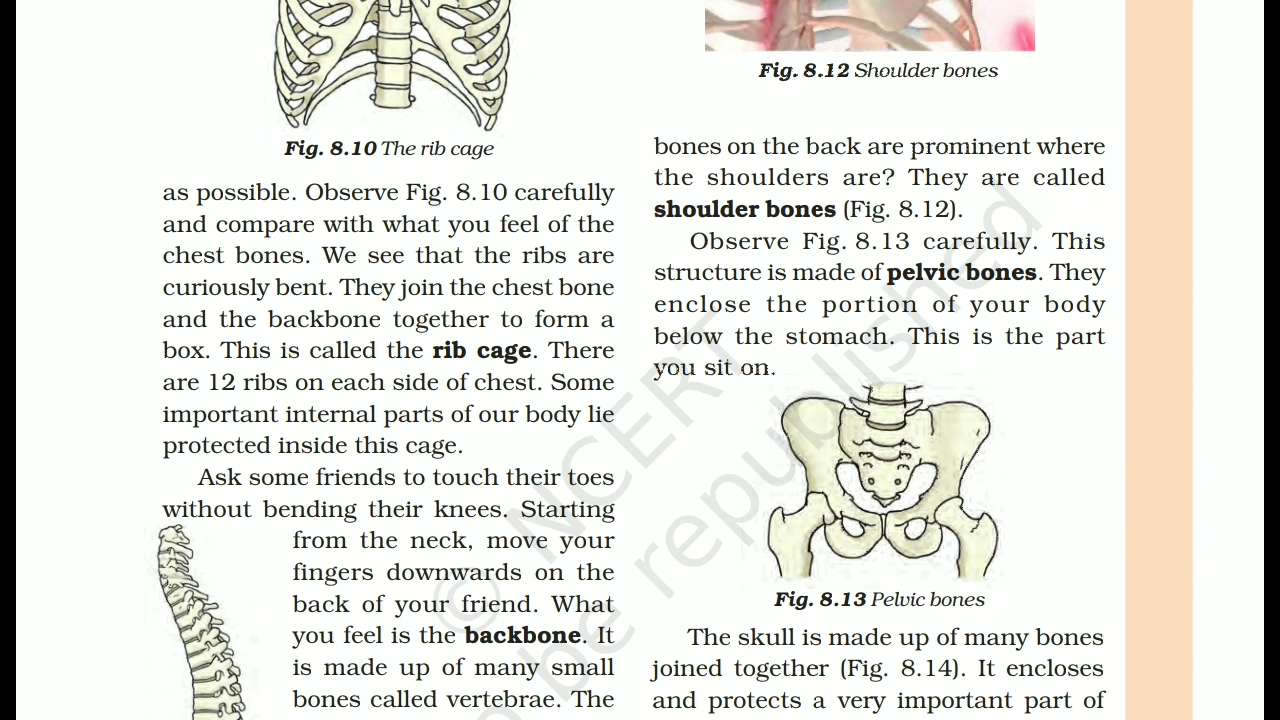 Fig. 8.10 The rib cage
as possible. Observe Fig. 8.10 carefully
and compare with what you feel of the
chest bones. We see that the ribs are
curiously bent. They join the chest bone
and the backbone together to form a
box. This is called the rib cage. There
are 12 ribs on each side of chest. Some
important internal parts of our body lie
protected inside this cage.
Ask some friends to touch their toes
without bending their knees. Starting
from the neck, move your
fingers downwards on the
back of your friend. What
you feel is the backbone. It
is made up of many small
bones called vertebrae. The
Fig. 8.12 Shoulder bones
bones on the back are prominent where
the shoulders are? They are called
shoulder bones (Fig. 8.12).
Observe Fig. 8.13 carefully. This
structure is made of pelvic bones. They
enclose the portion of your body
below the stomach. This is the part
you sit on.
Fig. 8.13 Pelvic bones
The skull is made up of many bones
joined together (Fig. 8.14). It encloses
and protects a very important part of
© NCERT
o be republished